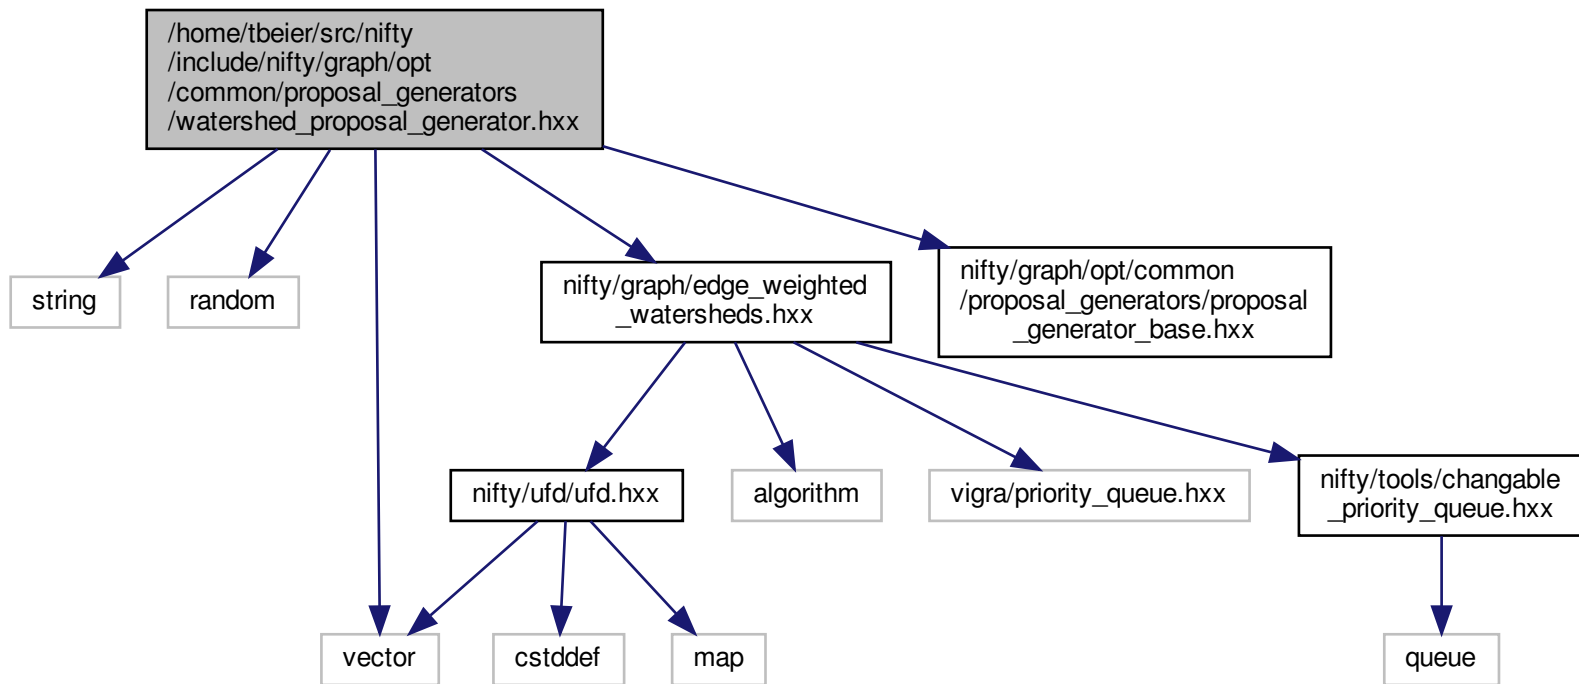 /home/tbeier/src/nifty
/include/nifty/graph/opt
/common/proposal_generators
/watershed_proposal_generator.hxx
string
random
nifty/graph/edge_weighted
_watersheds.hxx
nifty/graph/opt/common
/proposal_generators/proposal
_generator_base.hxx
nifty/ufd/ufd.hxx
algorithm
vigra/priority_queue.hxx
nifty/tools/changable
_priority_queue.hxx
vector
cstddef
map
queue